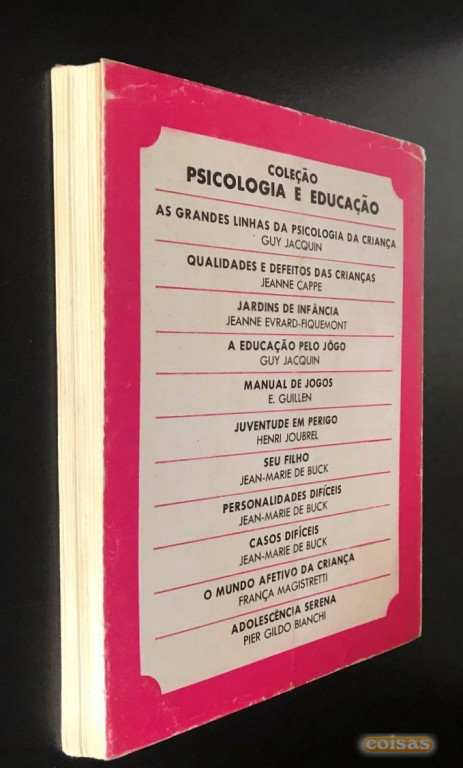 COLEÇÃO
PSICOLOGIA E EDUCAÇÃO
AS GRANDES LINHAS DA PSICOLOGIA DA CRIANÇA
GUY JACQUIN
QUALIDADES E DEFEITOS DAS CRIANÇAS
JEANNE CAPPE
JARDINS DE INFÂNCIA
JEANNE EVRARD-FIQUEMONT
A EDUCAÇÃO PELO JÔGO
GUY JACQUIN
MANUAL DE JOGOS
E. GUILLEN
JUVENTUDE EM PERIGO
HENRI JOUBREL
SEU FILHO
JEAN-MARIE DE BUCK
PERSONALIDADES DIFÍCEIS
JEAN-MARIE DE BUCK
CASOS DIFÍCEIS
JEAN-MARIE DE BUCK
O MUNDO AFETIVO DA CRIANÇA
FRANÇA MAGISTRETTI
ADOLESCÊNCIA SERENA
PIER GILDO BIANCHI
coisas